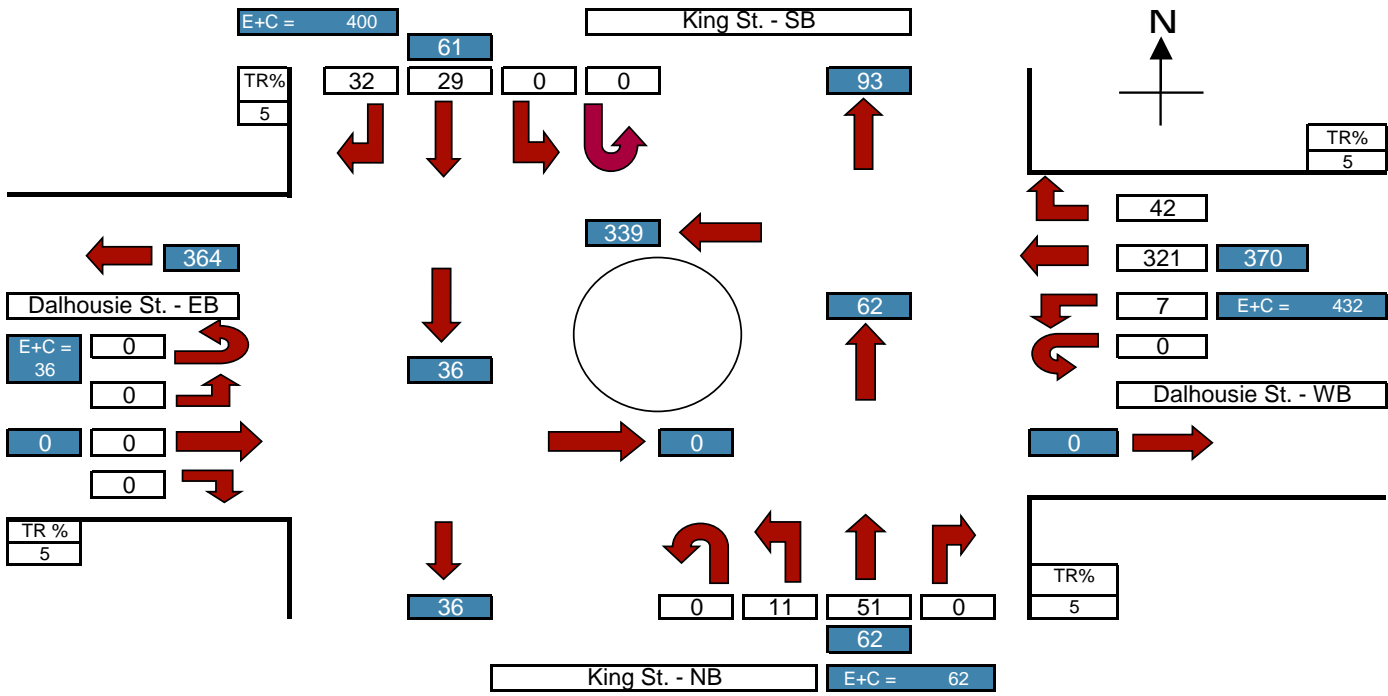 E+C = 400
King St. - SB
N
61
TR%
32 29 0 0
93
5
TR%
5
42
339
364
321 370
Dalhousie St. - EB
62
7 E+C = 432
E+C =
36
0
0
36
0
Dalhousie St. - WB
0 0
0
0
0
TR %
5
TR%
36
0 11 51 0
5
62
King St. - NB
E+C = 62